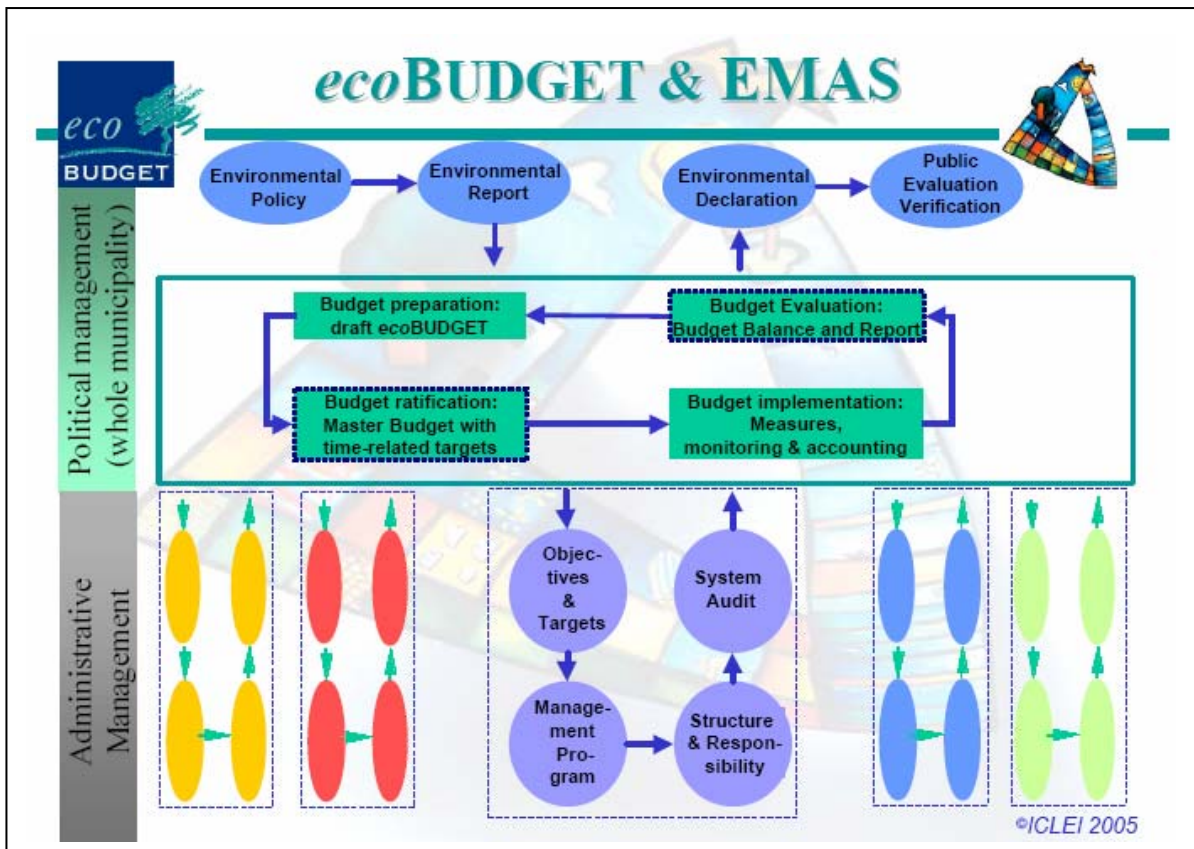 ecoBUDGET & EMAS
eco
BUDGET
Environmental
Policy
Environmental
Report
Environmental
Declaration
Public
Evaluation
Verification
Political management
(whole municipality)
Budget preparation:
draft ecoBUDGET
Budget Evaluation:
Budget Balance and Report
Budget ratification:
Master Budget with
time-related targets
Budget implementation:
Measures,
monitoring & accounting
Administrative
Management
Objec-
tives
&
Targets
System
Audit
Manage-
ment
Pro-
gram
Structure
& Respon-
sibility
©ICLEI 2005